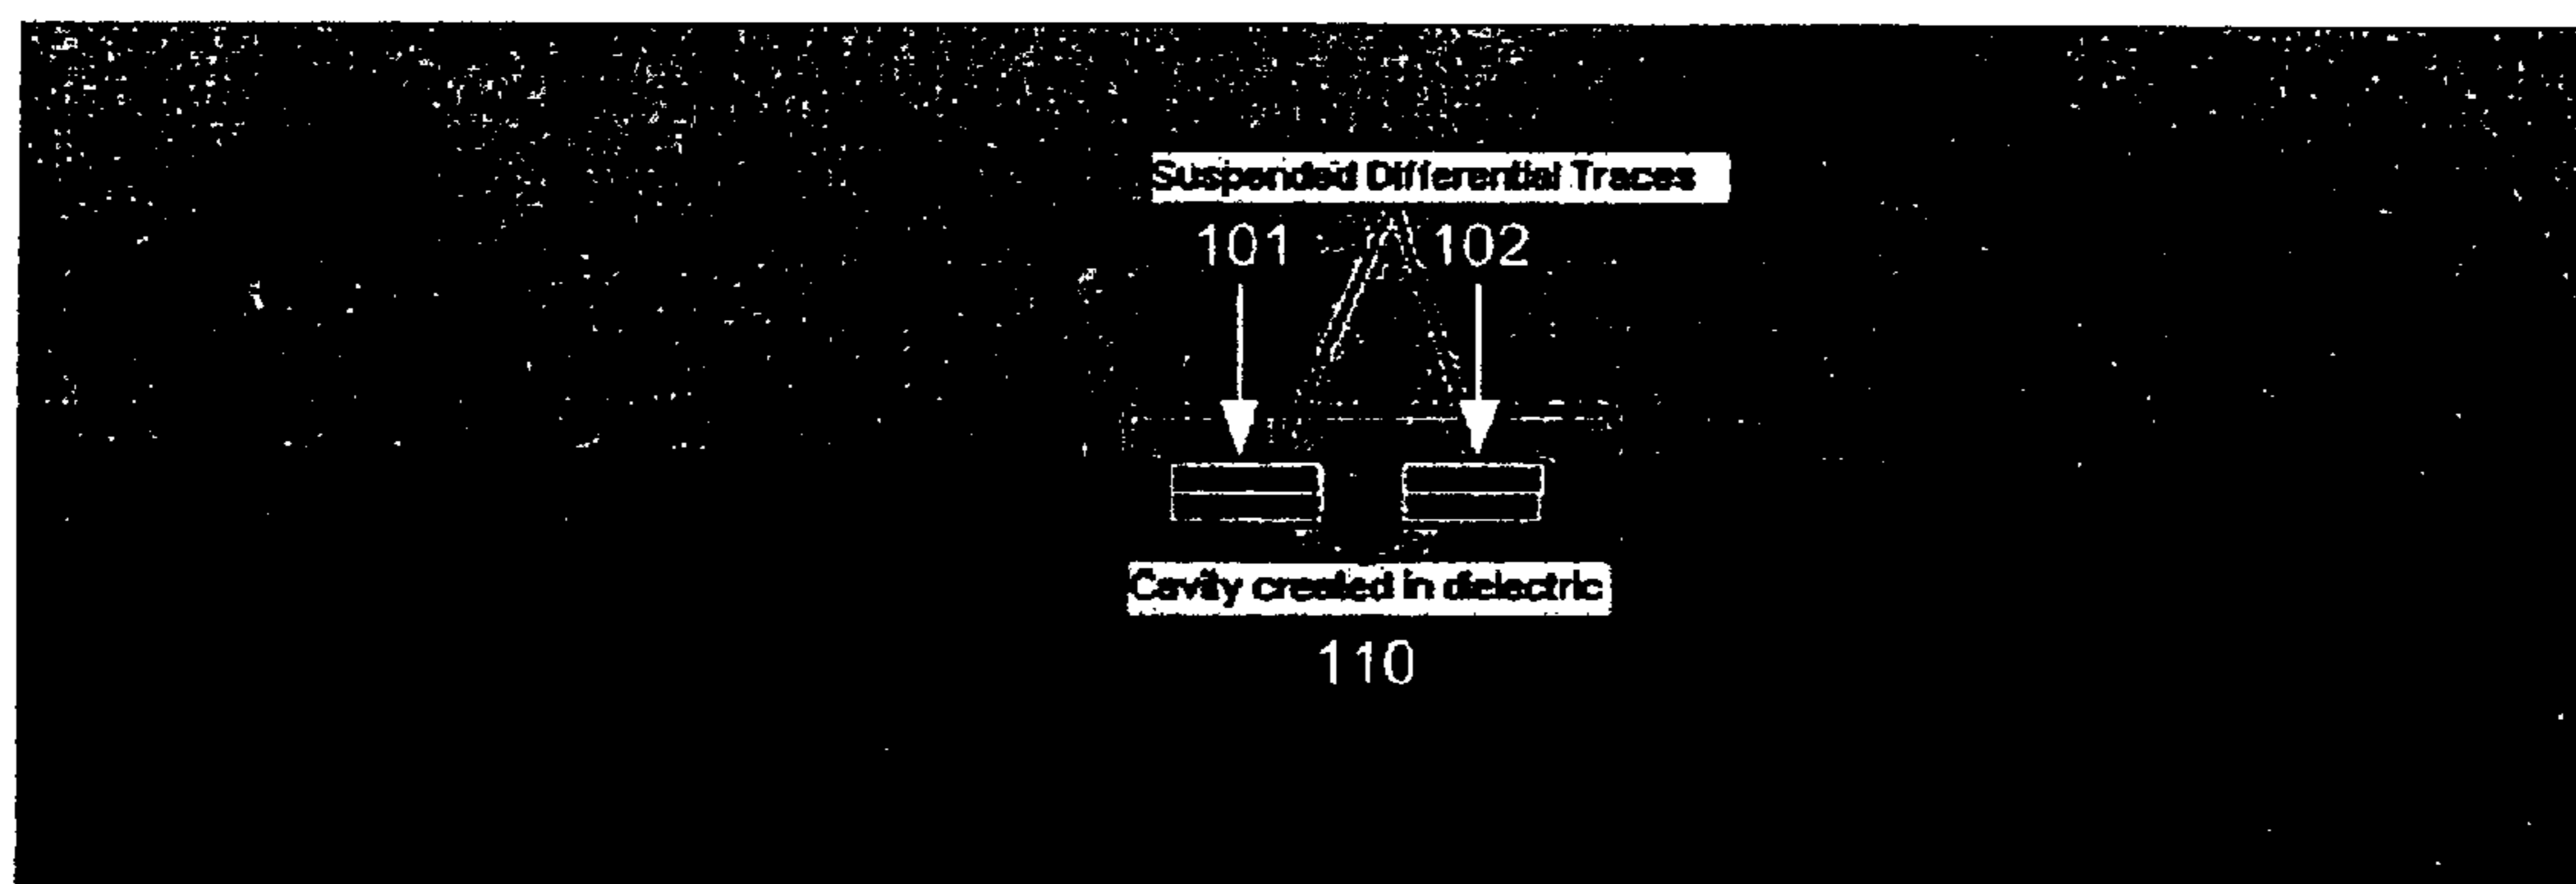 Suspended Differential Traces
101 102
Cavity created in dielectric
110